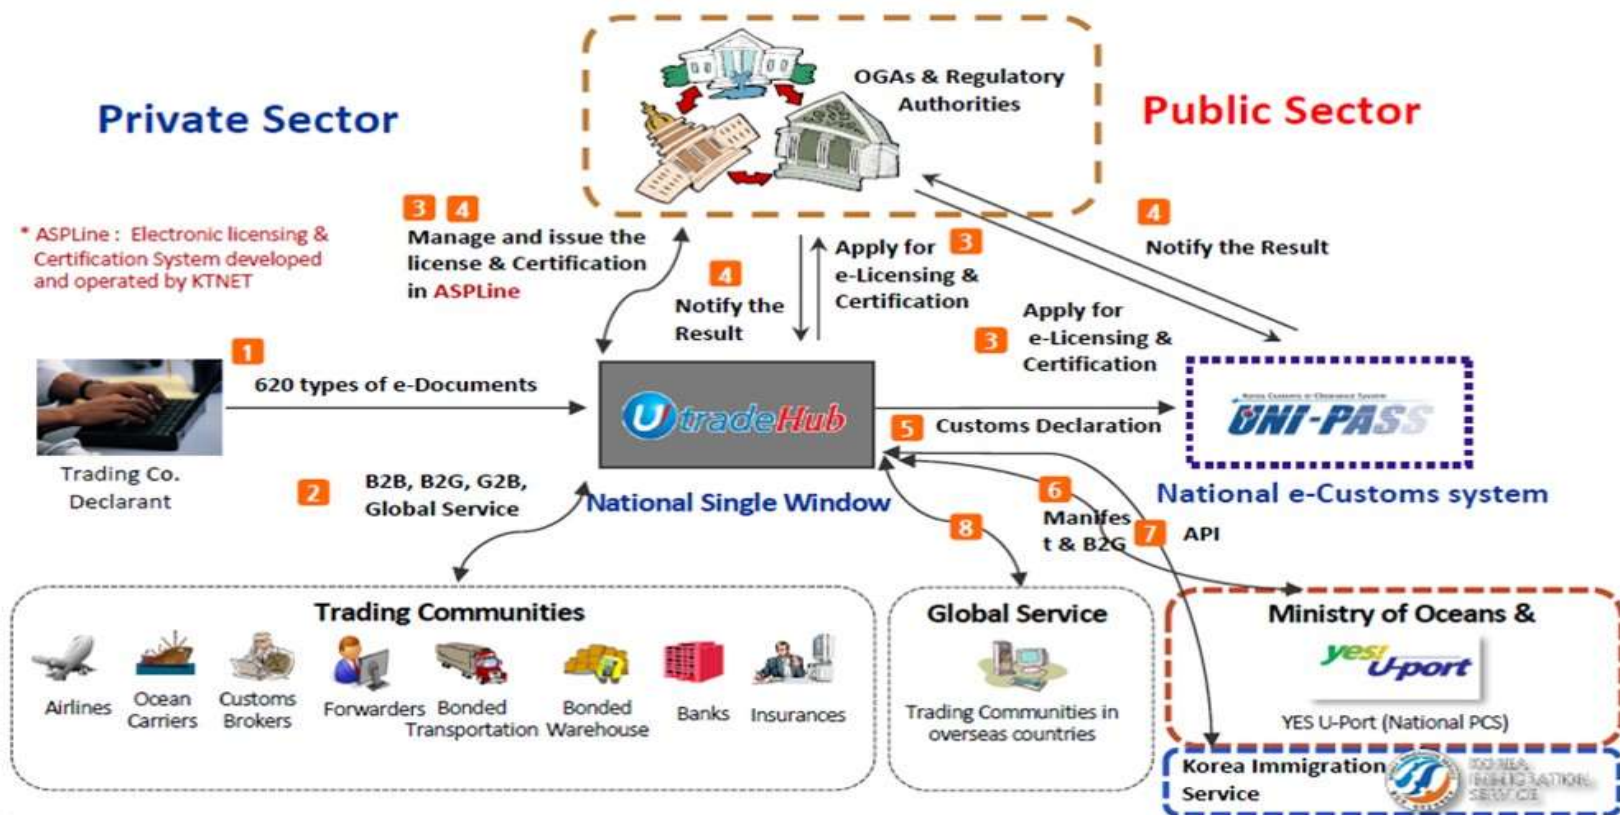 OGAs & Regulatory
Authorities
Private Sector
Public Sector
3 4
Manage and issue the
license & Certification
in ASPLine
* ASPLine : Electronic licensing &
Certification System developed
and operated by KTNET
4
Notify the
Result
Apply for 3
e-Licensing &
Certification
4
Notify the Result
Apply for
3 e-Licensing &
Certification
1
620 types of e-Documents
Trading Co.
Declarant
U tradeHub
National Single Window
5 Customs Declaration
UNI-PASS
National e-Customs system
2
B2B, B2G, G2B,
Global Service
6
Manifes
t & B2G
7 API
8
Trading Communities
Airlines
Ocean
Carriers
Customs
Brokers
Forwarders
Bonded
Transportation
Bonded
Warehouse
Banks
Insurances
Global Service
Trading Communities in
overseas countries
Ministry of Oceans &
yes! U-port
YES U-Port (National PCS)
Korea Immigration
Service
KOREA
IMMIGRATION
SERVICE